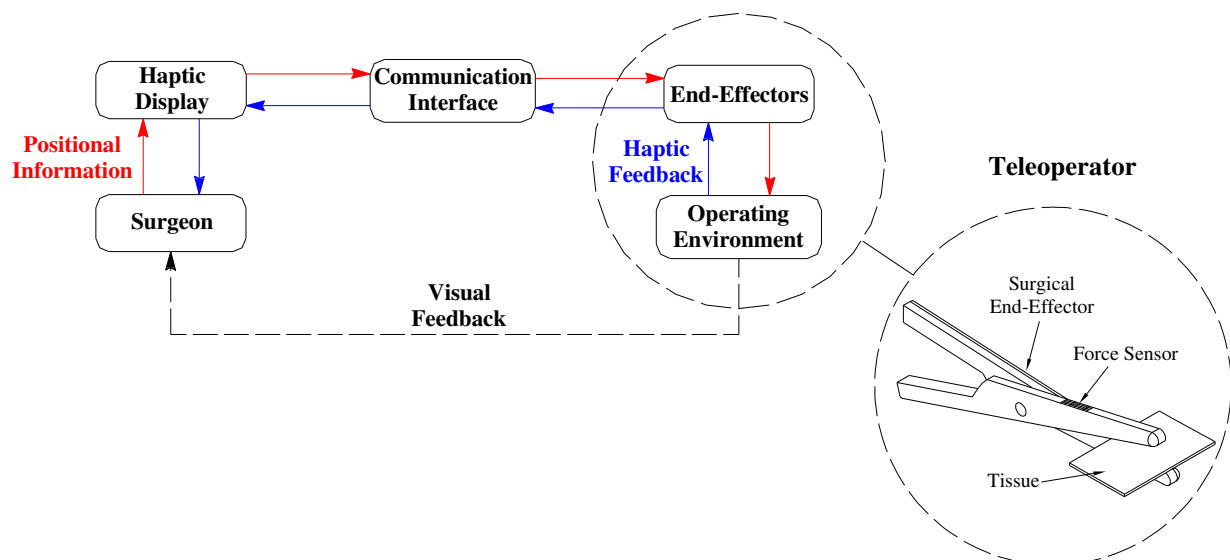 Haptic
Display
Communication
Interface
End-Effectors
Positional
Information
Haptic
Feedback
Teleoperator
Surgeon
Operating
Environment
Visual
Feedback
Surgical
End-Effector
Force Sensor
Tissue